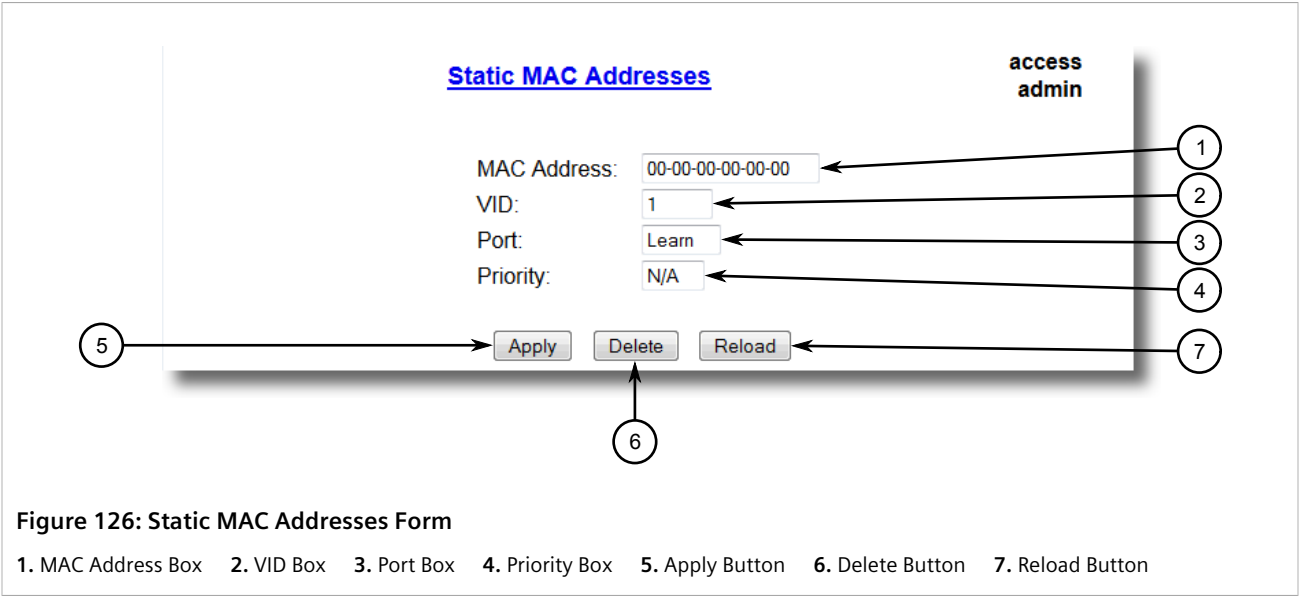 Static MAC Addresses
access
admin
MAC Address: 00-00-00-00-00-00
1
VID: 1
2
Port: Learn
3
Priority: N/A
4
5
Apply Delete Reload
7
6
Figure 126: Static MAC Addresses Form
1. MAC Address Box 2. VID Box 3. Port Box 4. Priority Box 5. Apply Button 6. Delete Button 7. Reload Button